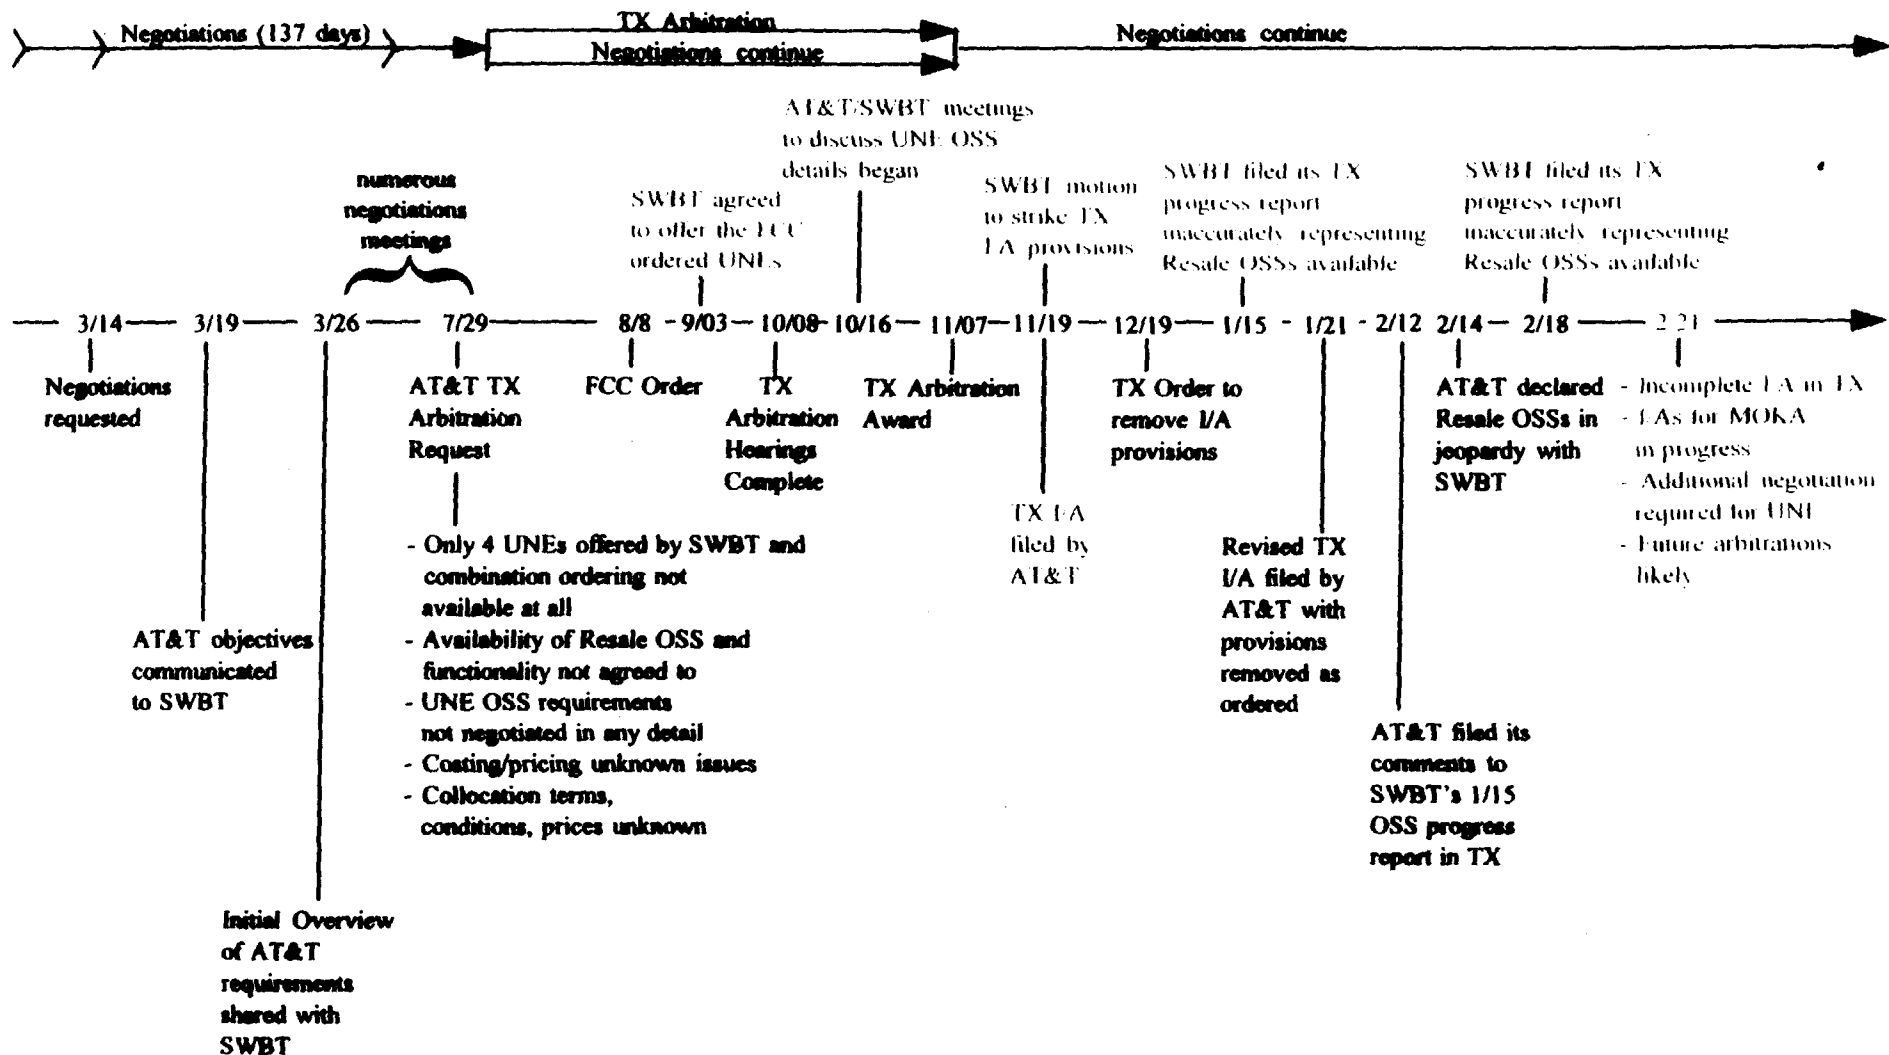 TX Arbitration
Negotiations (137 days)
Negotiations continue
Negotiations continue
AT&T/SWBT meetings
to discuss UNE OSS
details began
numerous
negotiations
meetings
SWBT agreed
to offer the FCC
ordered UNEs
SWBT motion
to strike TX
I/A provisions
SWBT filed its TX
progress report
inaccurately representing
Resale OSSs available
SWBT filed its TX
progress report
inaccurately representing
Resale OSSs available
3/14 3/19 3/26 7/29 8/8 9/03 10/08 10/16 11/07 11/19 12/19 1/15 1/21 2/12 2/14 2/18 2/21
Negotiations
requested
AT&T TX
Arbitration
Request
FCC Order
TX
Arbitration
Hearings
Complete
TX Arbitration
Award
TX Order to
remove I/A
provisions
AT&T declared
Resale OSSs in
jeopardy with
SWBT
- Incomplete I/A in TX
- I/As for MOKA
in progress
- Additional negotiation
required for UNE
- Future arbitrations
likely
- Only 4 UNEs offered by SWBT and
combination ordering not
available at all
- Availability of Resale OSS and
functionality not agreed to
- UNE OSS requirements
not negotiated in any detail
- Costing/pricing unknown issues
- Collocation terms,
conditions, prices unknown
TX I/A
filed by
AT&T
Revised TX
I/A filed by
AT&T with
provisions
removed as
ordered
AT&T objectives
communicated
to SWBT
AT&T filed its
comments to
SWBT's 1/15
OSS progress
report in TX
Initial Overview
of AT&T
requirements
shared with
SWBT